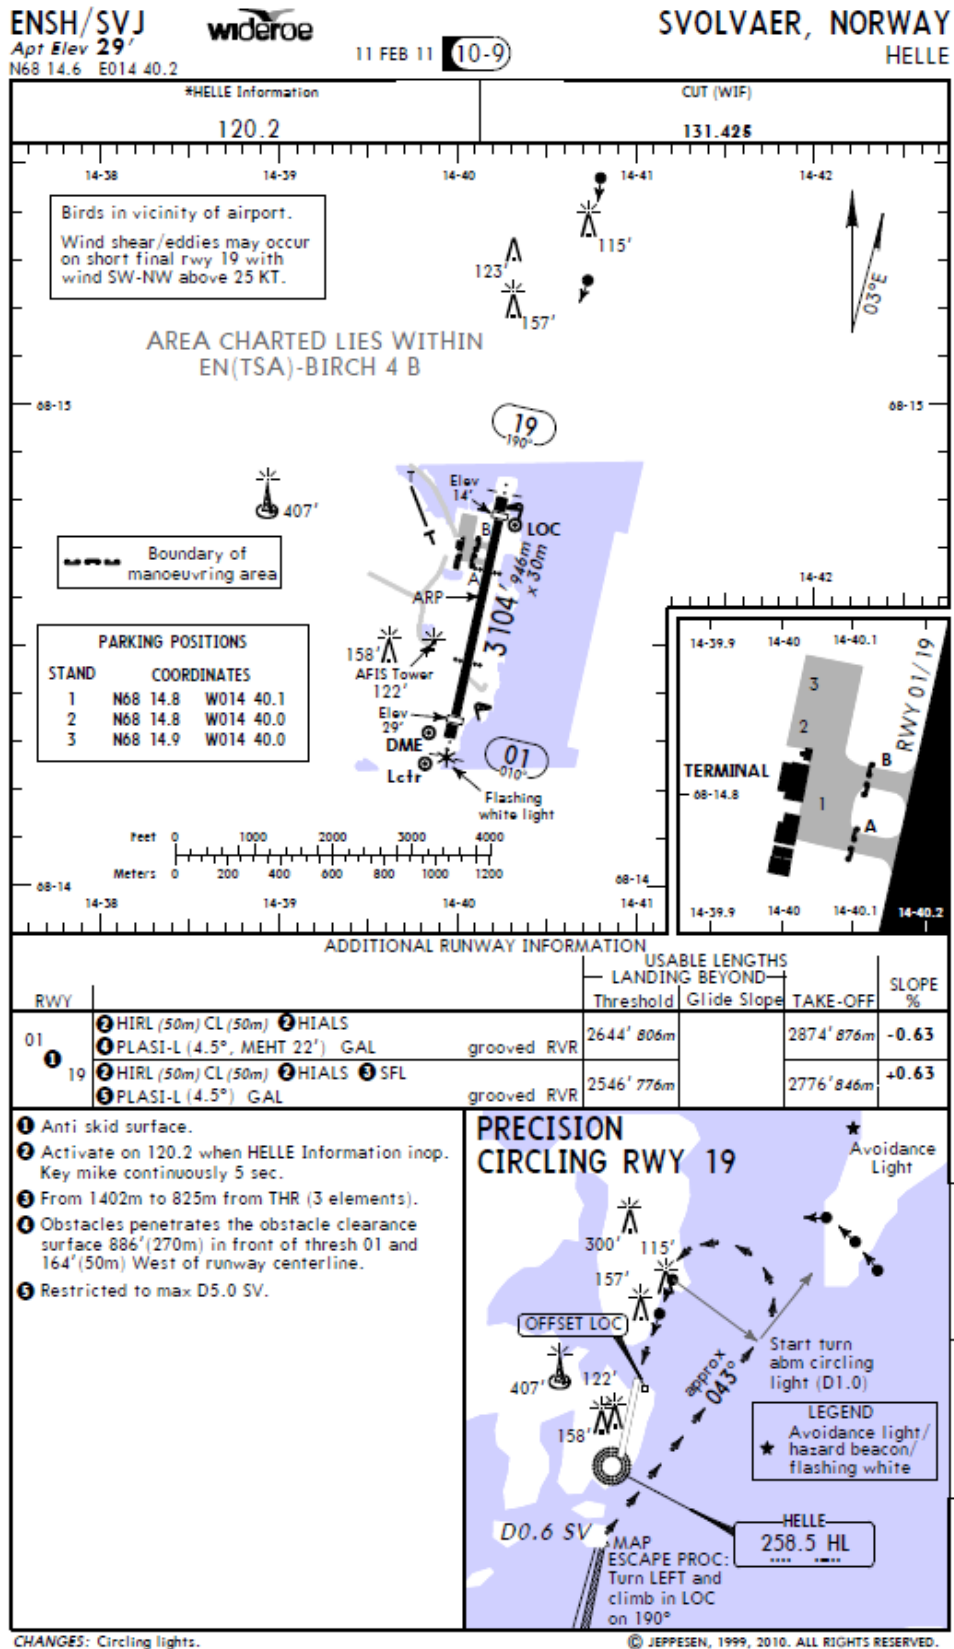 ENSH/SVJ
Apt Elev 29'
N68 14.6 E014 40.2
wideroe
11 FEB 11 10-9
SVOLVAER, NORWAY
HELLE
*HELLE Information
120.2
CUT (WIF)
131.425
14-38 14-39 14-40 14-41 14-42
Birds in vicinity of airport.
Wind shear/eddies may occur
on short final rwy 19 with
wind SW-NW above 25 KT.
115'
123'
157'
03°E
AREA CHARTED LIES WITHIN
EN(TSA)-BIRCH 4 B
68-15 68-15
19
190°
407'
T
T
Elev
14'
LOC
B
A
Boundary of
manoeuvring area
ARP
3104' 946m
x 30m
14-42
PARKING POSITIONS
STAND COORDINATES
1 N68 14.8 W014 40.1
2 N68 14.8 W014 40.0
3 N68 14.9 W014 40.0
158'
AFIS Tower
122'
Elev
29'
DME
Lctr
01
010°
Flashing
white light
14-39.9 14-40 14-40.1
3
2
RWY 01/19
TERMINAL
68-14.8
B
1
A
14-39.9 14-40 14-40.1 14-40.2
Feet 0 1000 2000 3000 4000
Meters 0 200 400 600 800 1000 1200
68-14 68-14
14-38 14-39 14-40 14-41
ADDITIONAL RUNWAY INFORMATION
USABLE LENGTHS
LANDING BEYOND
RWY Threshold Glide Slope TAKE-OFF SLOPE %
01 2 HIRL (50m) CL (50m) 2 HIALS
4 PLASI-L (4.5°, MEHT 22') GAL grooved RVR 2644' 806m 2874' 876m -0.63
1
19 2 HIRL (50m) CL (50m) 2 HIALS 3 SFL
5 PLASI-L (4.5°) GAL grooved RVR 2546' 776m 2776' 846m +0.63
1 Anti skid surface.
2 Activate on 120.2 when HELLE Information inop.
Key mike continuously 5 sec.
3 From 1402m to 825m from THR (3 elements).
4 Obstacles penetrates the obstacle clearance
surface 886'(270m) in front of thresh 01 and
164'(50m) West of runway centerline.
5 Restricted to max D5.0 SV.
PRECISION
CIRCLING RWY 19
Avoidance
Light
300' 115'
157'
OFFSET LOC
407' 122'
158'
approx
043°
Start turn
abm circling
light (D1.0)
LEGEND
Avoidance light/
hazard beacon/
flashing white
D0.6 SV
HELLE
258.5 HL
MAP
ESCAPE PROC:
Turn LEFT and
climb in LOC
on 190°
CHANGES: Circling lights.
© JEPPESEN, 1999, 2010. ALL RIGHTS RESERVED.